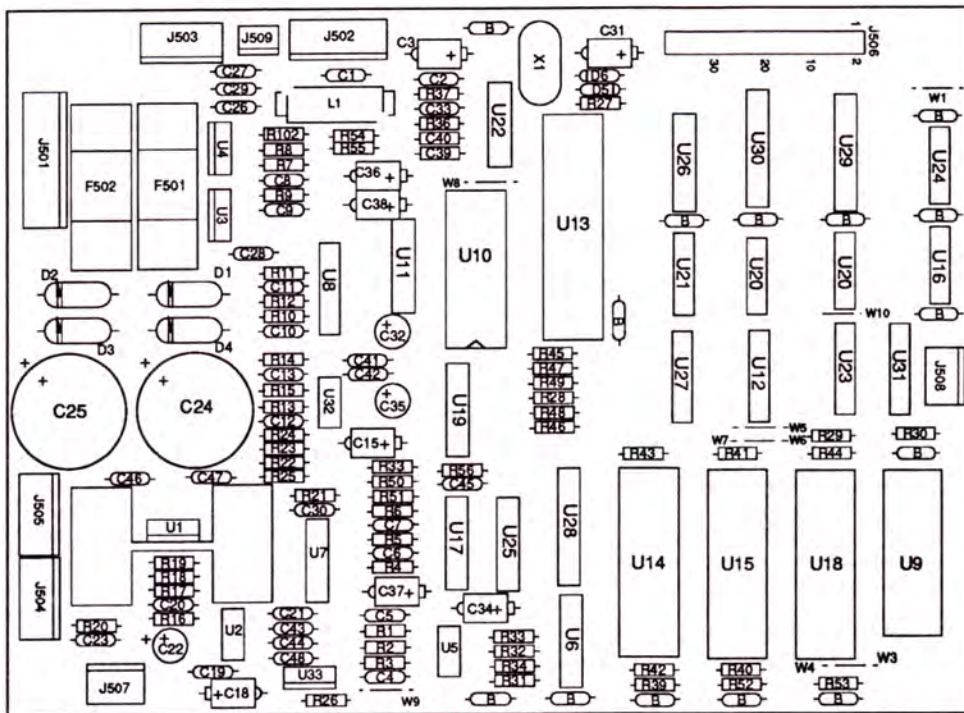 J503
J509
J502
C3
+
B
X1
C31
+
1
J506
30
20
10
2
C27
C29
C26
C1
L1
C2
R37
C33
R36
C40
C39
U22
D6
D5
R27
W1
B
J501
F502
F501
U4
U3
R102
R8
R7
C8
R9
C9
R54
R55
C36
+
C38+
W8
U13
U26
U30
U29
U24
B
B
B
B
C28
U8
U11
U10
U21
U20
U20
U16
D2
D1
D3
D4
R11
C11
R12
R10
C10
+
C32
B
W10
B
+
+
C25
+
+
C24
R14
C13
R15
R13
C12
R24
R23
R22
R25
U32
C41
C42
+
C35
C15+
U19
R45
R47
R49
R28
R48
R46
U27
U12
U23
U31
J508
W5
W7
W6
R29
R30
R43
R41
R44
B
C46
C47
J505
J504
U1
R21
C30
U7
R33
R50
R51
R6
C7
R5
C6
R4
C37+
R56
C45
U17
U25
U28
U14
U15
U18
U9
R19
R18
R17
C20
R16
R20
C23
+
C22
U2
C21
C43
C44
C48
C5
R1
R2
R3
C4
C34+
U5
R33
R32
R34
R31
U6
J507
C19
+C18
U33
R26
W9
B
B
R42
R39
B
R40
R52
B
W4
W3
R53
B